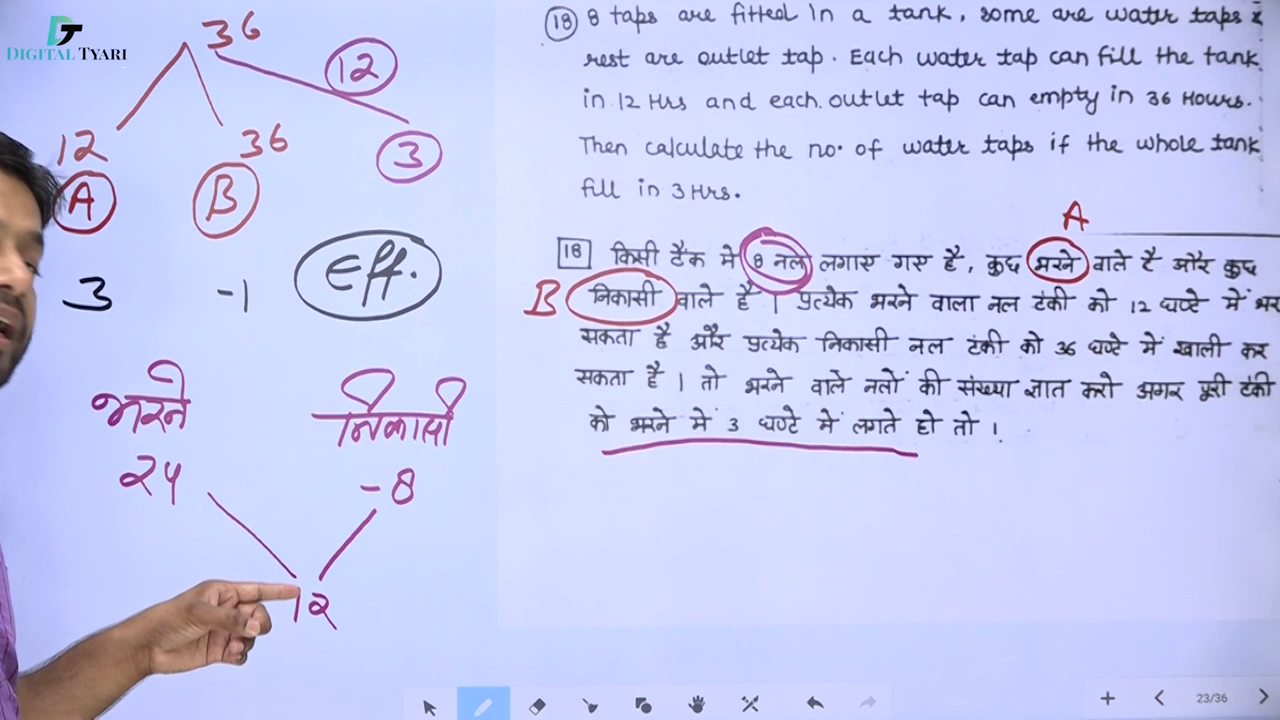 DIGITAL TYARI
36
12
12
36
3
A
B
3
-1
Eff.
भरने
निकासी
24
-8
12
18 8 taps are fitted in a tank, some are water taps &
rest are outlet tap. Each water tap can fill the tank
in 12 Hrs and each outlet tap can empty in 36 Hours.
Then calculate the no. of water taps if the whole tank
fill in 3 Hrs.
A
18 किसी टैंक में 8 नल लगाए गए है, कुछ भरने वाले है और कुछ
B निकासी वाले है । प्रत्येक भरने वाला नल टंकी को 12 घण्टे में भर
सकता है और प्रत्येक निकासी नल टंकी को 36 घण्टे में खाली कर
सकता है । तो भरने वाले नलों की संख्या ज्ञात करो अगर पूरी टंकी
को भरने में 3 घण्टे में लगते हो तो ।
23/36